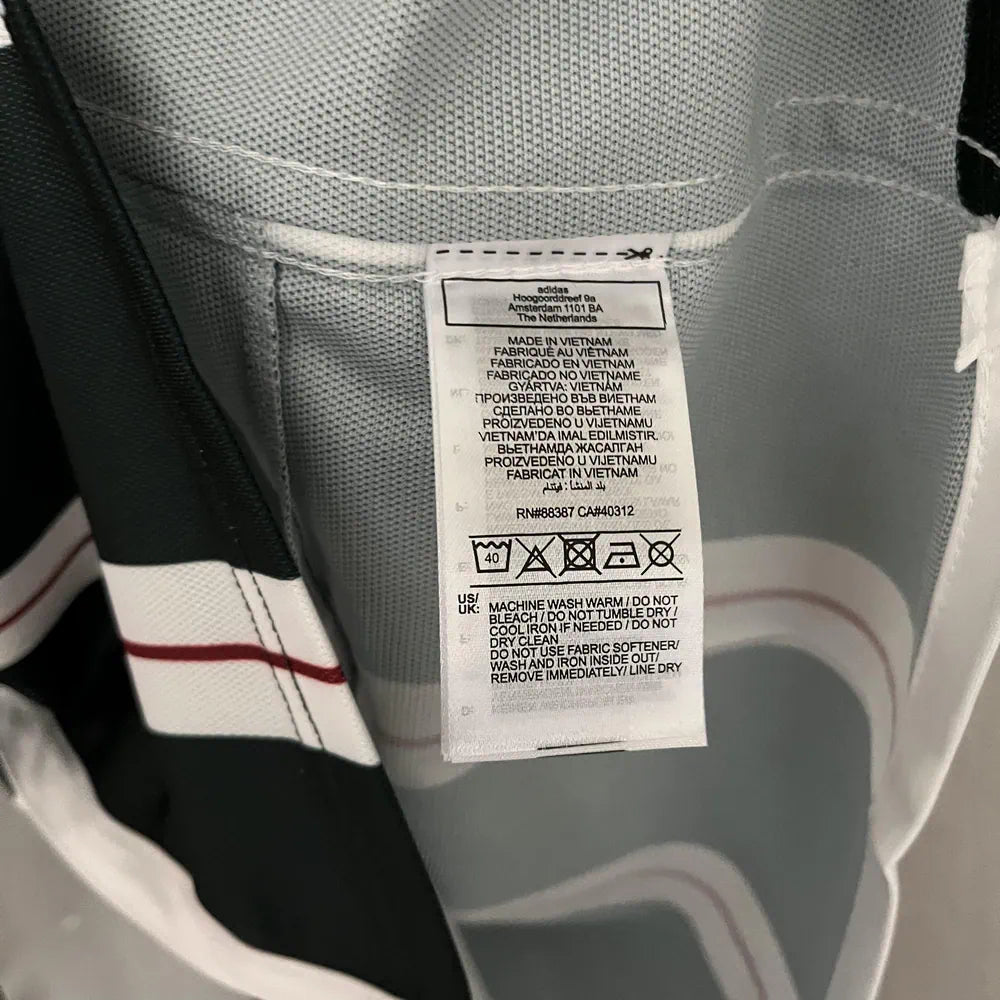 adidas
Hoogoorddreef 9a
Amsterdam 1101 BA
The Netherlands
MADE IN VIETNAM
FABRIQUÉ AU VIÊTNAM
FABRICADO EN VIETNAM
FABRICADO NO VIETNAME
GYÁRTVA: VIETNÁM
ПРОИЗВЕДЕНО ВЪВ ВИЕТНАМ
СДЕЛАНО ВО ВЬЕТНАМЕ
PROIZVEDENO U VIJETNAMU
VIETNAM'DA IMAL EDILMISTIR.
ВЬЕТНАМДА ЖАСАЛҒАН
PROIZVEDENO U VIJETNAMU
FABRICAT IN VIETNAM
بلد المنشأ : فيتنام
RN#88387 CA#40312
40
US/
UK:
MACHINE WASH WARM / DO NOT
BLEACH / DO NOT TUMBLE DRY /
COOL IRON IF NEEDED / DO NOT
DRY CLEAN
DO NOT USE FABRIC SOFTENER/
WASH AND IRON INSIDE OUT/
REMOVE IMMEDIATELY/ LINE DRY